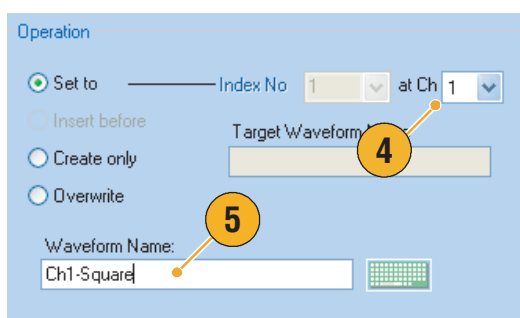 Operation
Set to Index No 1 at Ch 1
Insert before
Target Waveform
4
Create only
Overwrite
5
Waveform Name:
Ch1-Square